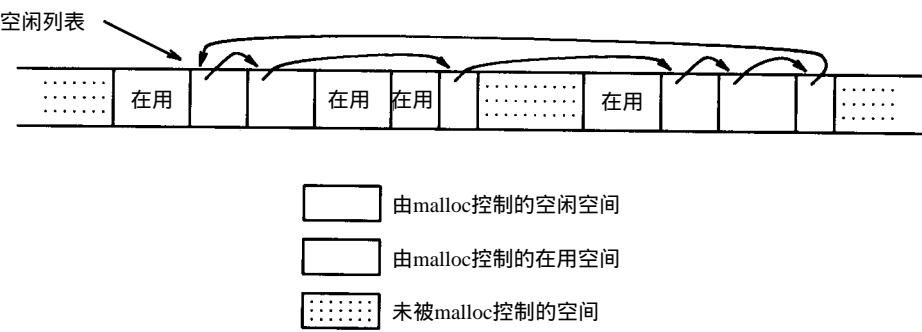 空闲列表
在用 在用 在用 在用
由malloc控制的空闲空间
由malloc控制的在用空间
未被malloc控制的空间